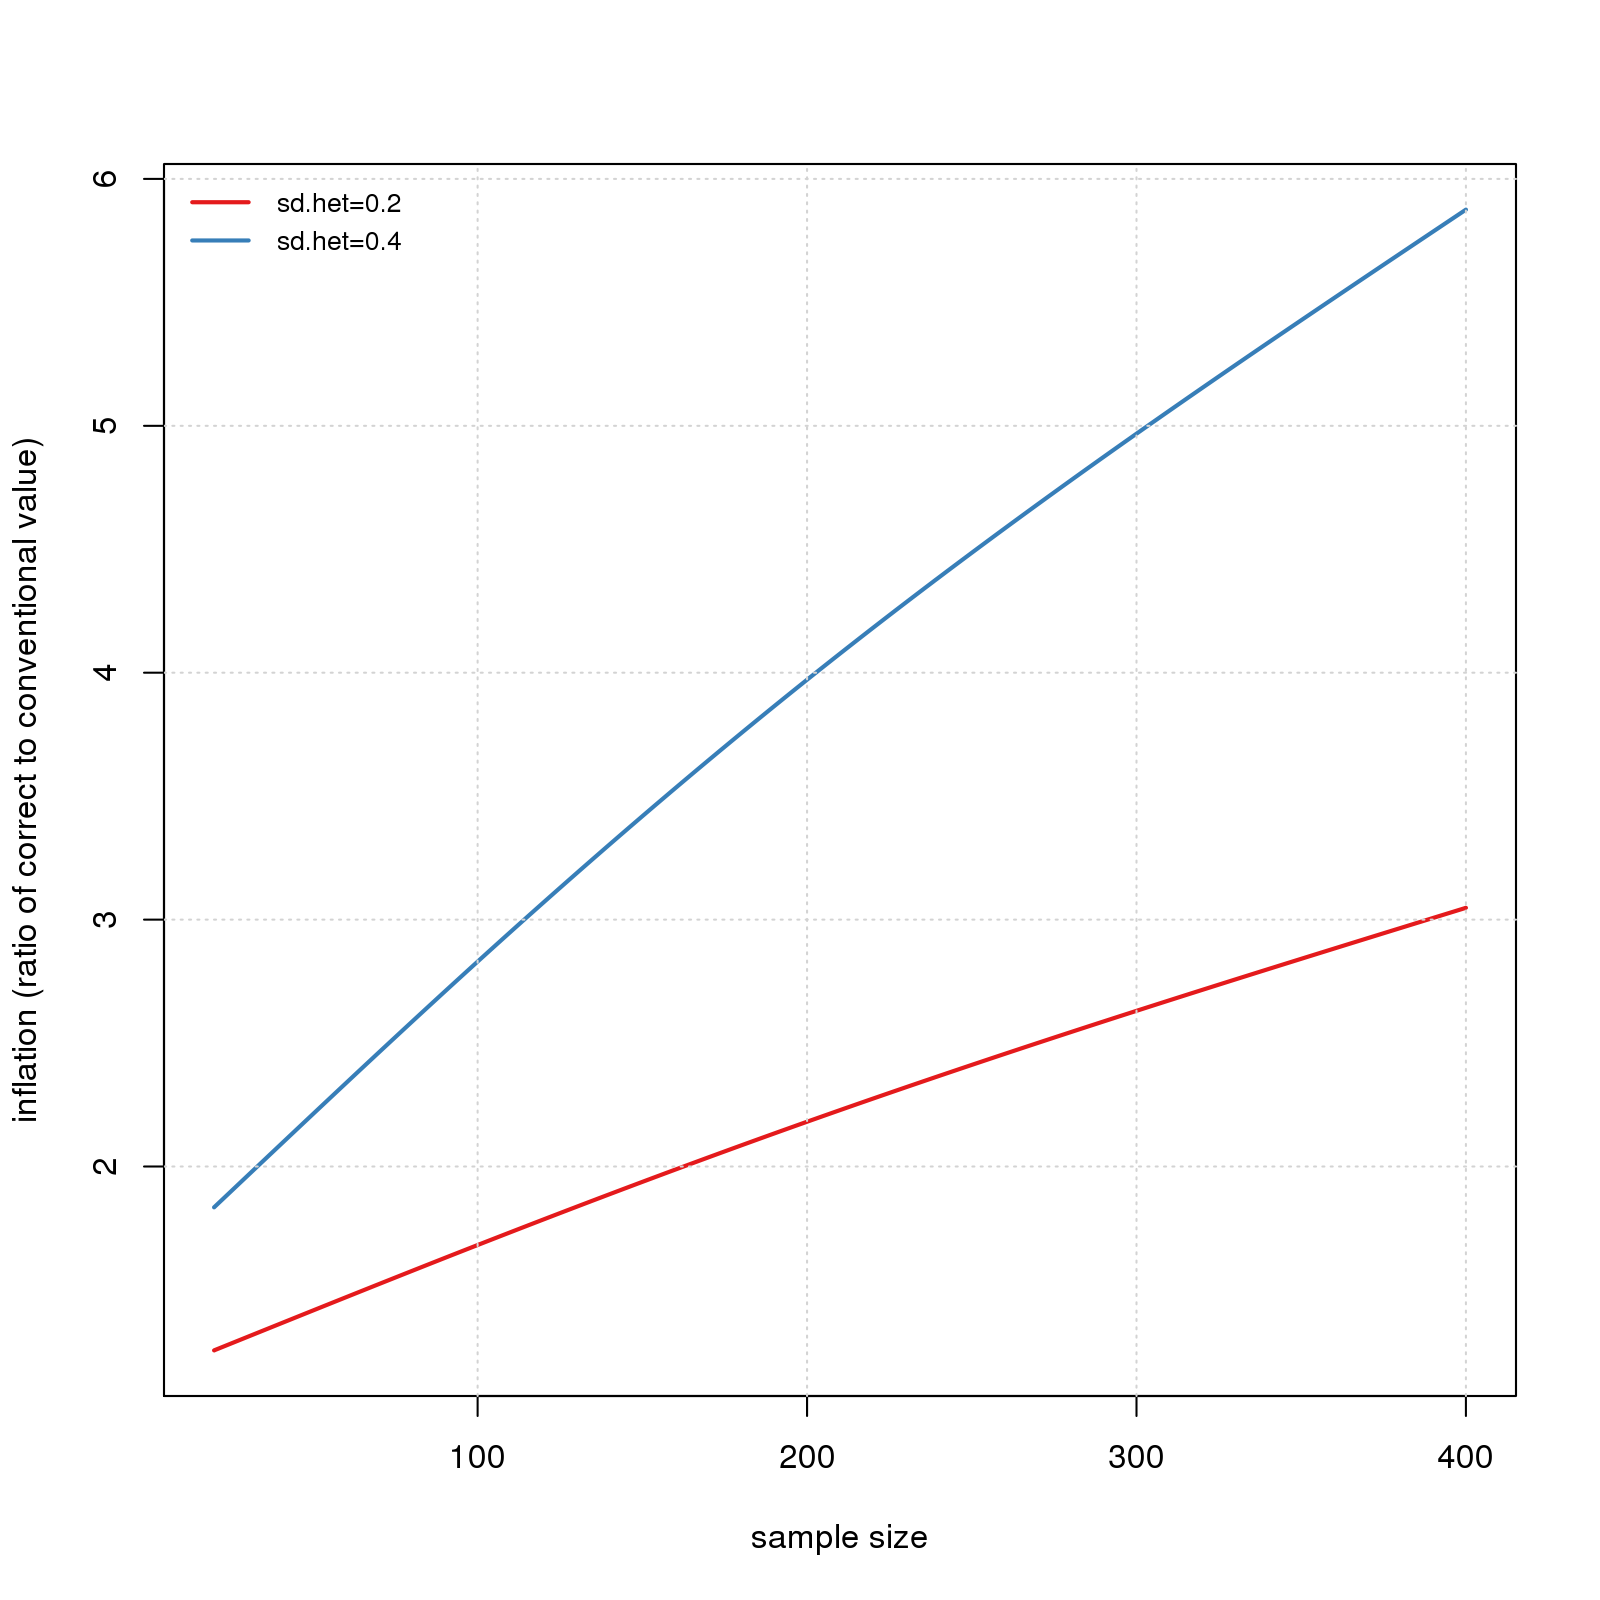 6
sd.het=0.2
sd.het=0.4
5
4
3
2
inflation (ratio of correct to conventional value)
100 200 300 400
sample size